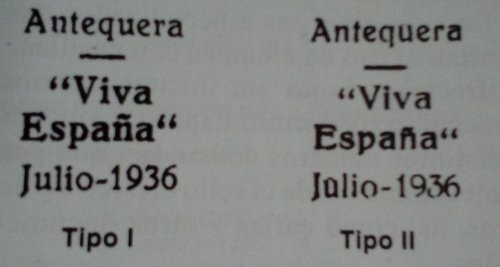 Antequera
“Viva
España“
Julio-1936
Tipo I
Antequera
“Viva
España“
Julio-1936
Tipo II